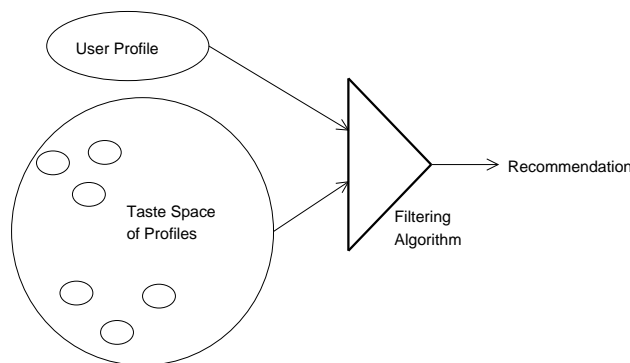 User Profile
Taste Space
of Profiles
Filtering
Algorithm
Recommendation